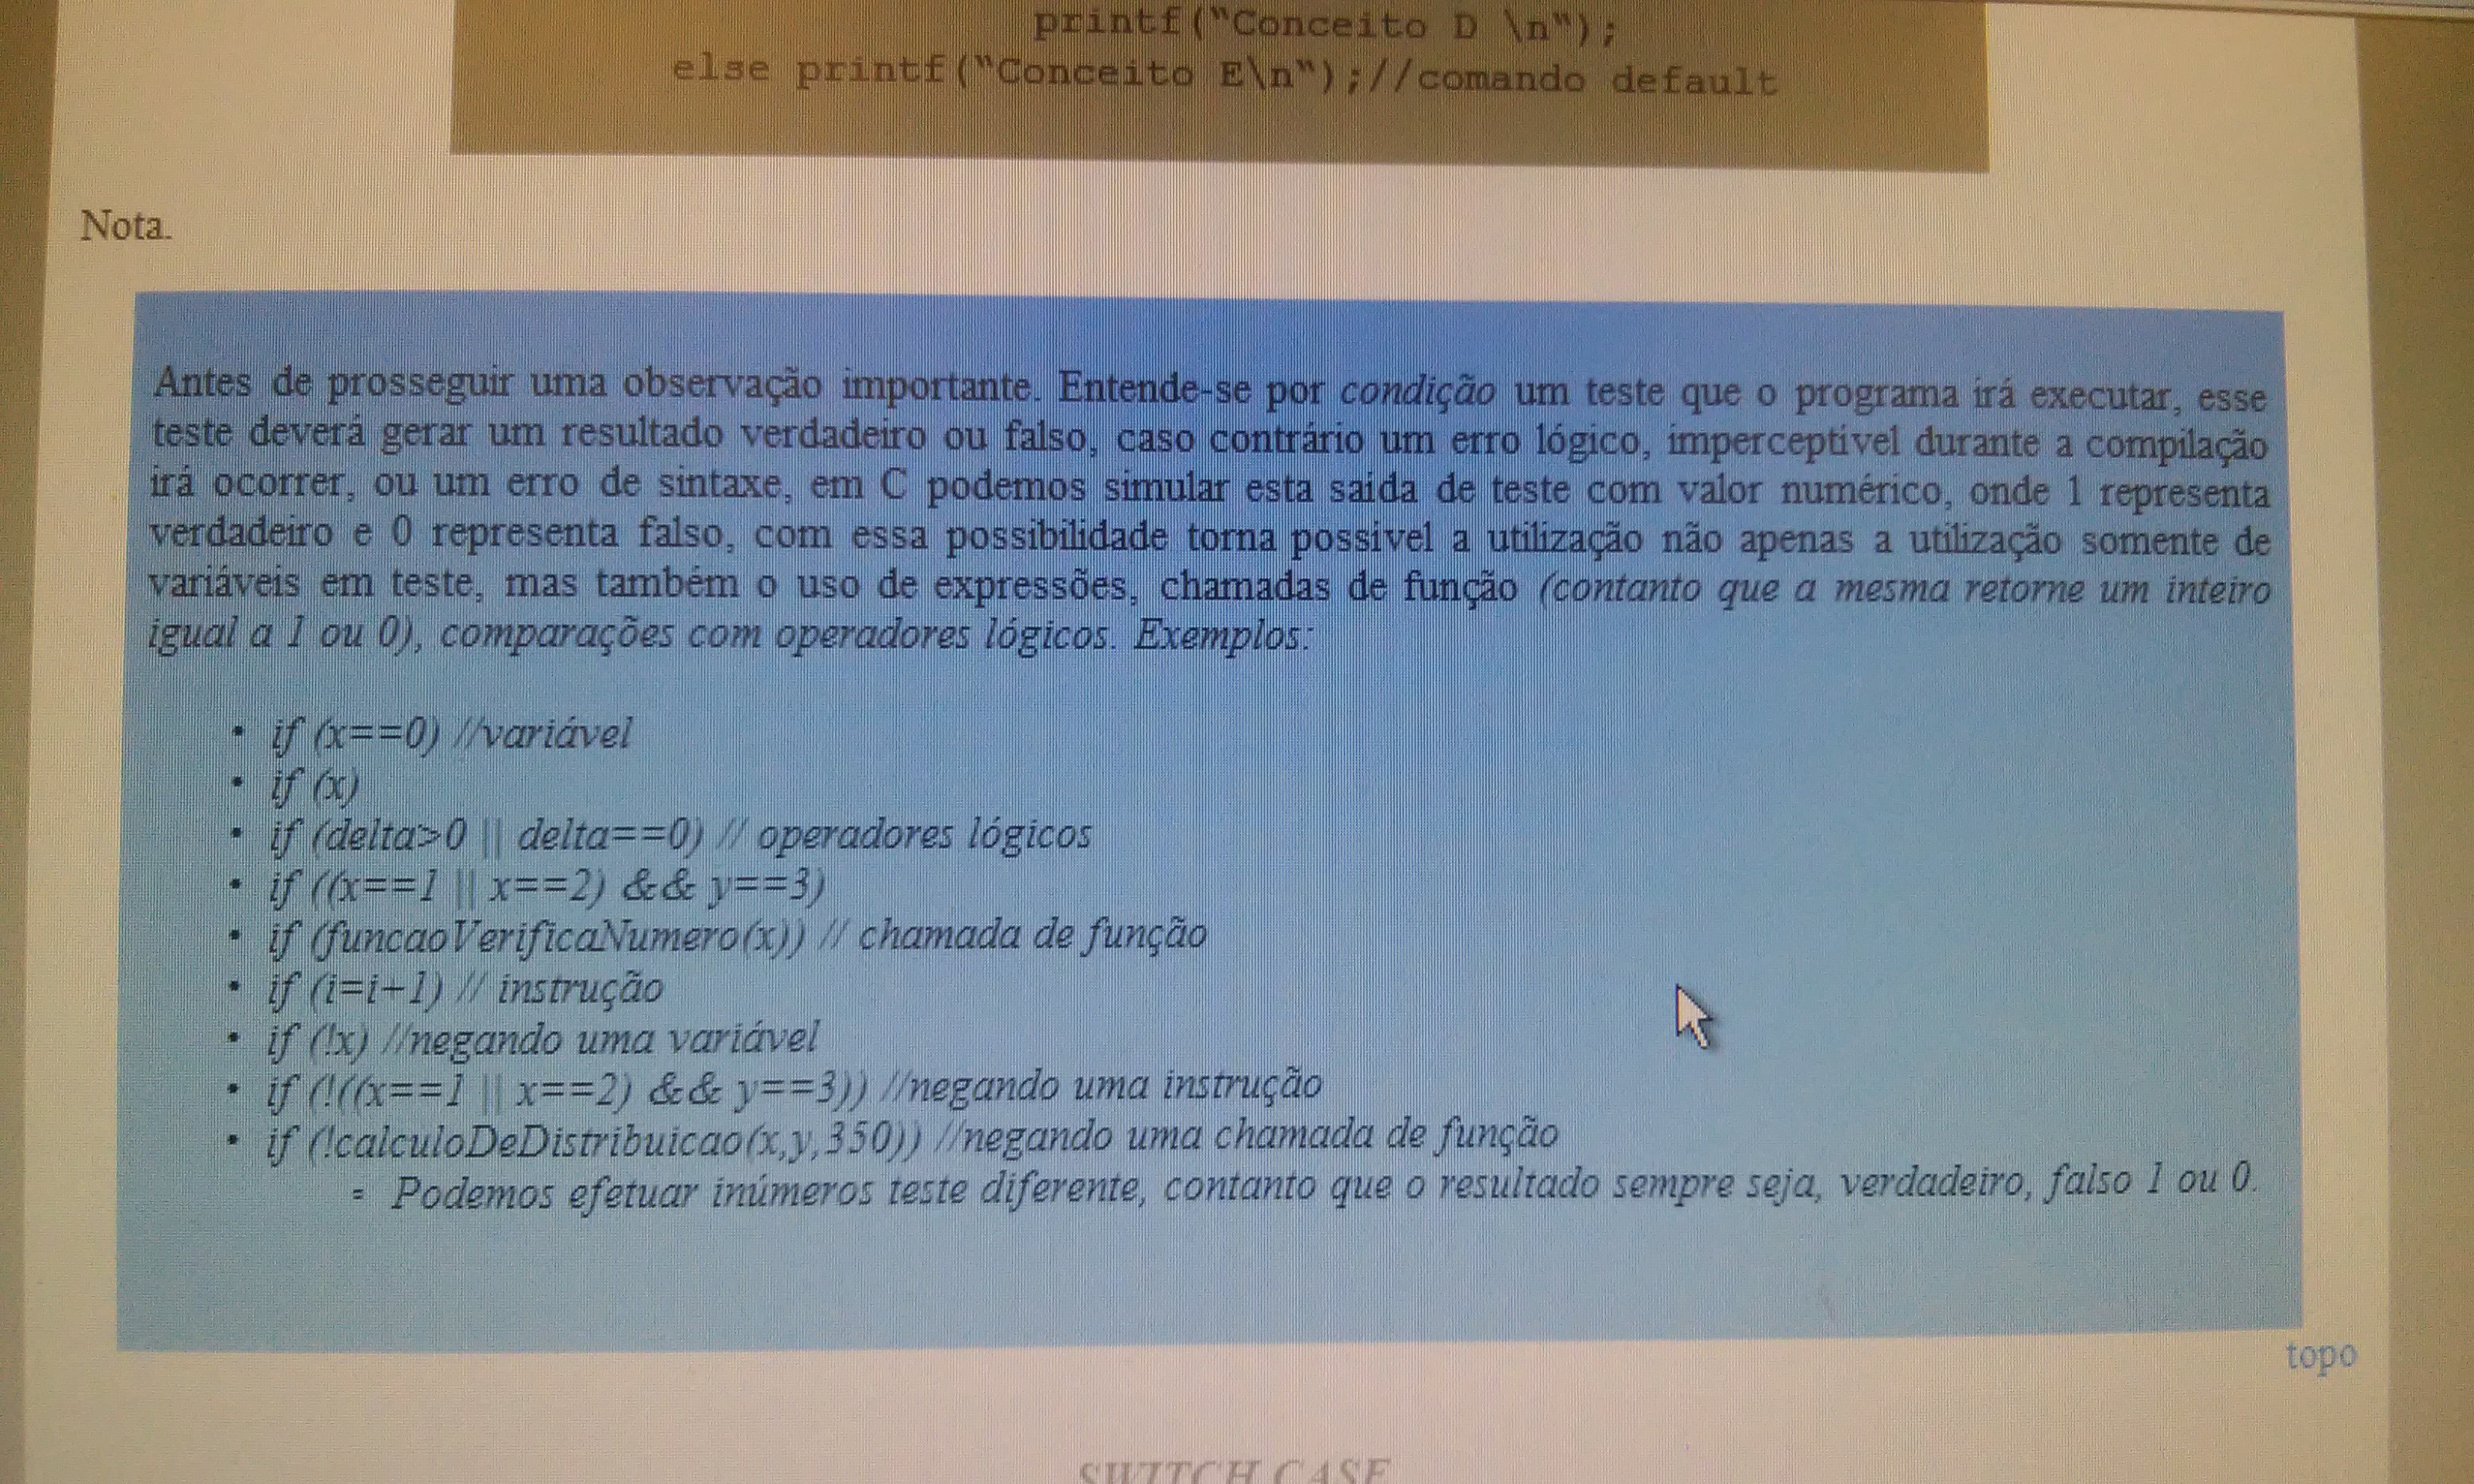 printf("Conceito D \n");
else printf("Conceito E\n");//comando default
Nota.
Antes de prosseguir uma observação importante. Entende-se por condição um teste que o programa irá executar, esse
teste deverá gerar um resultado verdadeiro ou falso, caso contrário um erro lógico, imperceptível durante a compilação
irá ocorrer, ou um erro de sintaxe, em C podemos simular esta saida de teste com valor numérico, onde 1 representa
verdadeiro e 0 representa falso, com essa possibilidade torna possível a utilização não apenas a utilização somente de
variáveis em teste, mas também o uso de expressões, chamadas de função (contanto que a mesma retorne um inteiro
igual a 1 ou 0), comparações com operadores lógicos. Exemplos:
• if (x==0) //variável
• if (x)
• if (delta>0 || delta==0) // operadores lógicos
• if ((x==1 || x==2) && y==3)
• if (funcaoVerificaNumero(x)) // chamada de função
• if (i=i+1) // instrução
• if (!x) //negando uma variável
• if (!((x==1 || x==2) && y==3)) //negando uma instrução
• if (!calculoDeDistribuicao(x,y,350)) //negando uma chamada de função
= Podemos efetuar inúmeros teste diferente, contanto que o resultado sempre seja, verdadeiro, falso 1 ou 0.
topo
SWITCH CASE